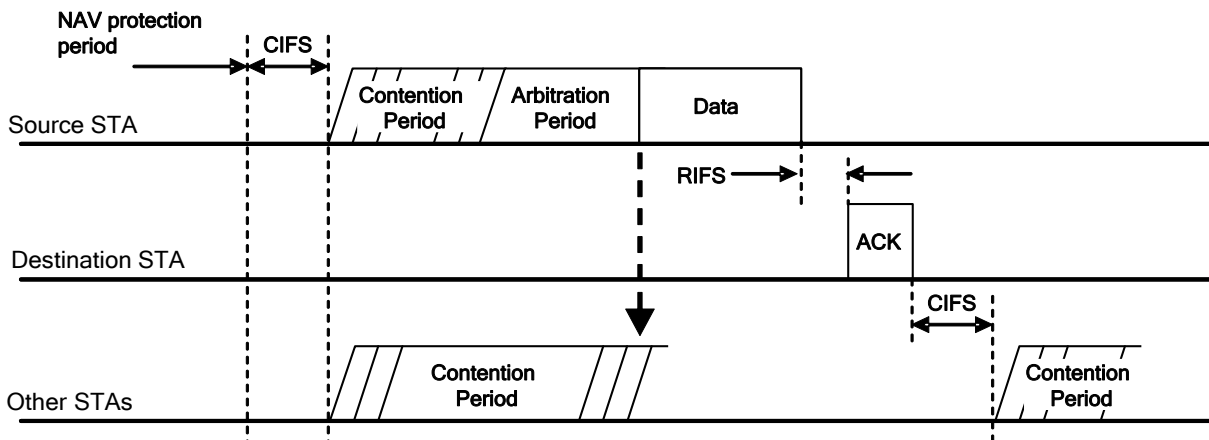 NAV protection
period
CIFS
Contention
Period
Arbitration
Period
Data
Source STA
RIFS
ACK
Destination STA
CIFS
Contention
Period
Contention
Period
Other STAs